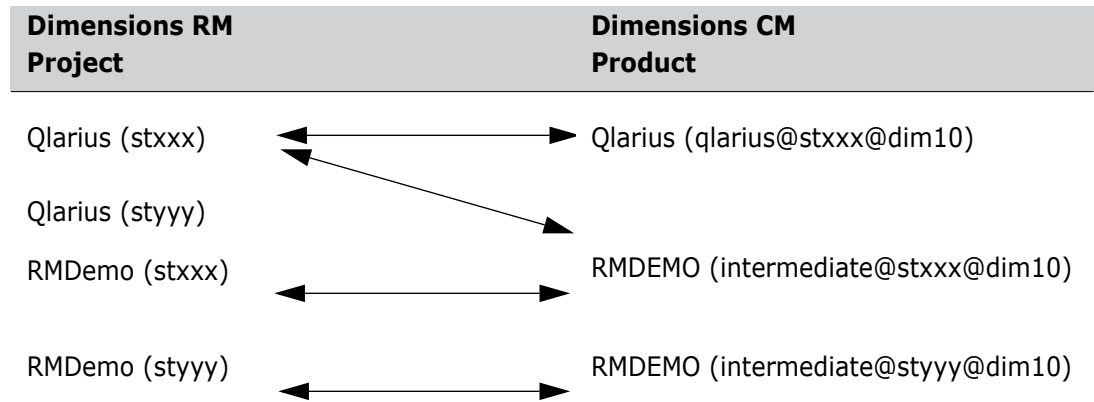 Dimensions RM
Project
Dimensions CM
Product
Qlarius (stxxx)
Qlarius (qlarius@stxxx@dim10)
Qlarius (styyy)
RMDemo (stxxx)
RMDEMO (intermediate@stxxx@dim10)
RMDemo (styyy)
RMDEMO (intermediate@styyy@dim10)